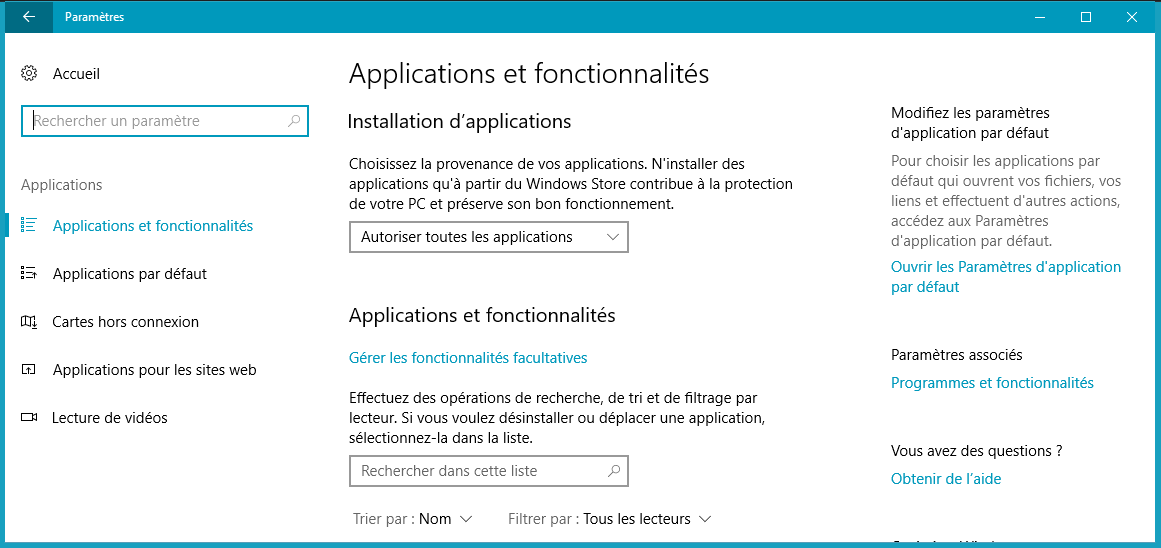 Paramètres
Accueil
Rechercher un paramètre
Applications
Applications et fonctionnalités
Applications par défaut
Cartes hors connexion
Applications pour les sites web
Lecture de vidéos
Applications et fonctionnalités
Installation d'applications
Choisissez la provenance de vos applications. N'installer des
applications qu'à partir du Windows Store contribue à la protection
de votre PC et préserve son bon fonctionnement.
Autoriser toutes les applications
Applications et fonctionnalités
Gérer les fonctionnalités facultatives
Effectuez des opérations de recherche, de tri et de filtrage par
lecteur. Si vous voulez désinstaller ou déplacer une application,
sélectionnez-la dans la liste.
Rechercher dans cette liste
Trier par : Nom
Filtrer par : Tous les lecteurs
Modifiez les paramètres
d'application par défaut
Pour choisir les applications par
défaut qui ouvrent vos fichiers, vos
liens et effectuent d'autres actions,
accédez aux Paramètres
d'application par défaut.
Ouvrir les Paramètres d'application
par défaut
Paramètres associés
Programmes et fonctionnalités
Vous avez des questions ?
Obtenir de l'aide